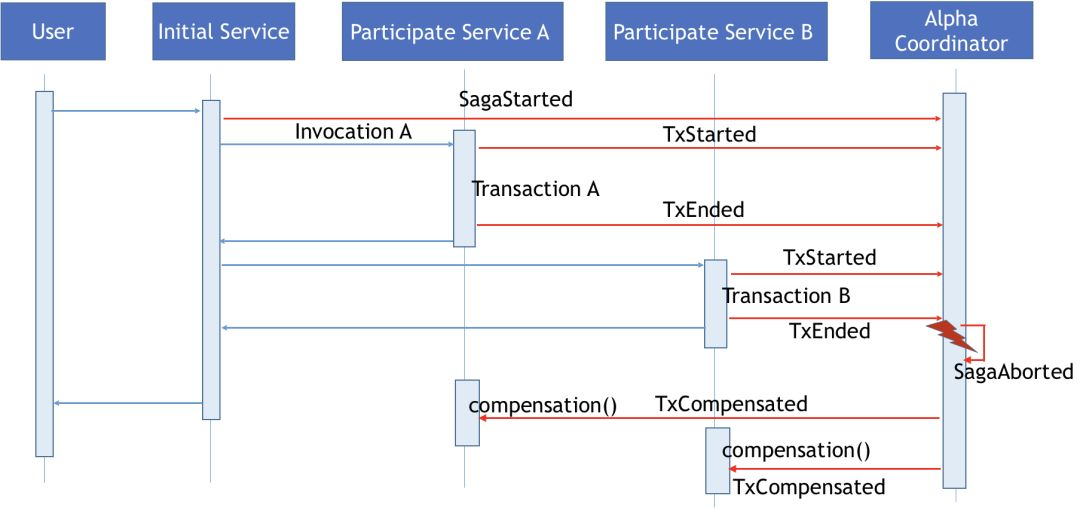 User
Initial Service
Participate Service A
Participate Service B
Alpha
Coordinator
SagaStarted
Invocation A
TxStarted
Transaction A
TxEnded
TxStarted
Transaction B
TxEnded
SagaAborted
compensation()
TxCompensated
compensation()
TxCompensated